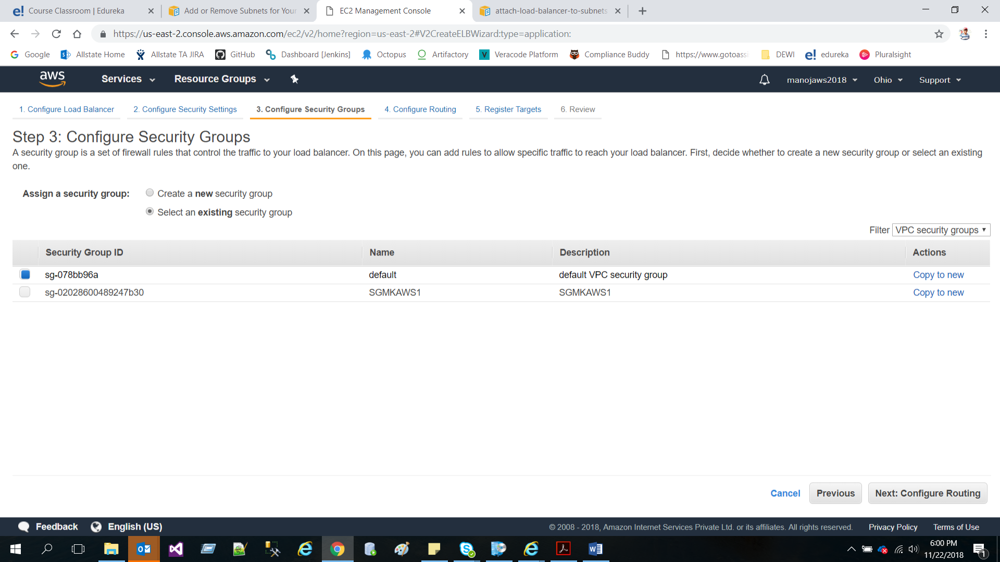 Course Classroom | Edureka
Add or Remove Subnets for Your
EC2 Management Console
attach-load-balancer-to-subnets
https://us-east-2.console.aws.amazon.com/ec2/v2/home?region=us-east-2#V2CreateELBWizard:type=application:
Google Allstate Home Allstate TA JIRA GitHub Dashboard [Jenkins] Octopus Artifactory Veracode Platform Compliance Buddy https://www.gotoassi DEWI edureka Pluralsight
aws Services Resource Groups manojaws2018 Ohio Support
1. Configure Load Balancer 2. Configure Security Settings 3. Configure Security Groups 4. Configure Routing 5. Register Targets 6. Review
Step 3: Configure Security Groups
A security group is a set of firewall rules that control the traffic to your load balancer. On this page, you can add rules to allow specific traffic to reach your load balancer. First, decide whether to create a new security group or select an existing
one.
Assign a security group: Create a new security group
Select an existing security group
Filter VPC security groups
Security Group ID Name Description Actions
sg-078bb96a default default VPC security group Copy to new
sg-02028600489247b30 SGMKAWS1 SGMKAWS1 Copy to new
Cancel Previous Next: Configure Routing
Feedback English (US) © 2008 - 2018, Amazon Internet Services Private Ltd. or its affiliates. All rights reserved. Privacy Policy Terms of Use
6:00 PM
11/22/2018
1